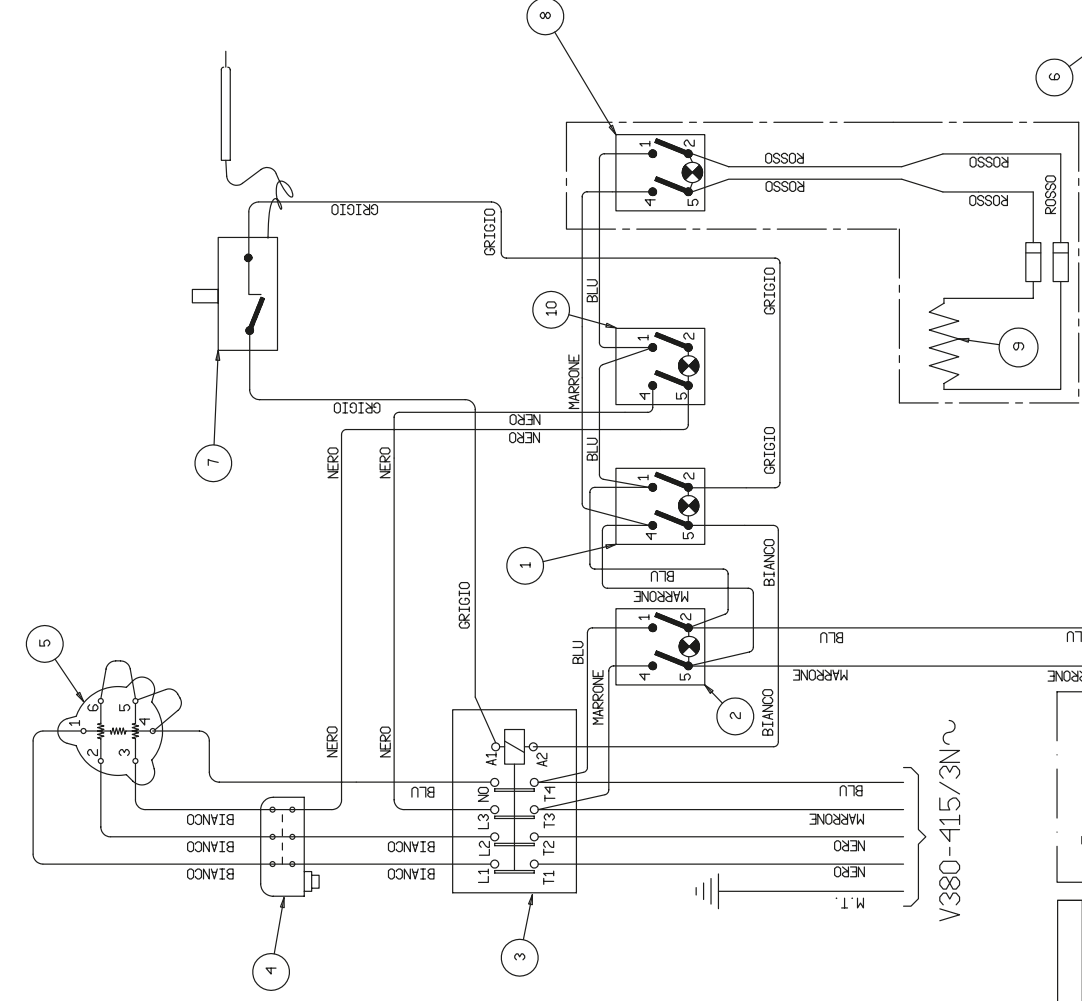 8
6
7
GRIGIO
GRIGIO
1
2
4
5
ROSSO
ROSSO
ROSSO
ROSSO
ROSSO
9
BLU
10
MARRONE
1
2
4
5
GRIGIO
GRIGIO
NERO
NERO
NERO
NERO
BLU
1
1
2
4
5
GRIGIO
BLU
MARRONE
BIANCO
GRIGIO
5
1
6
2
5
3
4
BLU
MARRONE
1
2
4
5
2
BLU
MARRONE
BIANCO
NERO
NERO
A1
A2
BLU
NO
T4
L3
T3
L2
T2
L1
T1
BIANCO
BIANCO
BIANCO
BIANCO
BIANCO
4
3
BLU
MARRONE
NERO
NERO
M.T.
V380-415/3N~